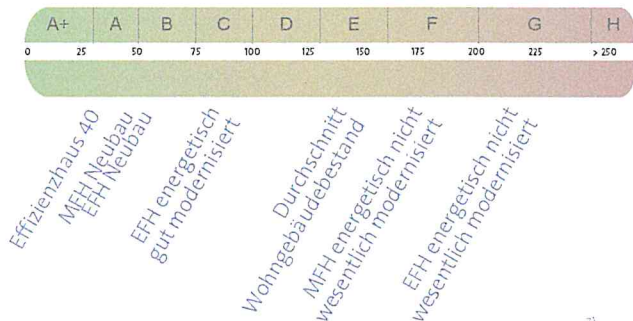 A+ A B C D E F G H
0 25 50 75 100 125 150 175 200 225 > 250
Effizienzhaus 40
MFH Neubau
EFH Neubau
EFH energetisch
gut modernisiert
Durchschnitt
Wohngebäudebestand
MFH energetisch nicht
wesentlich modernisiert
EFH energetisch nicht
wesentlich modernisiert